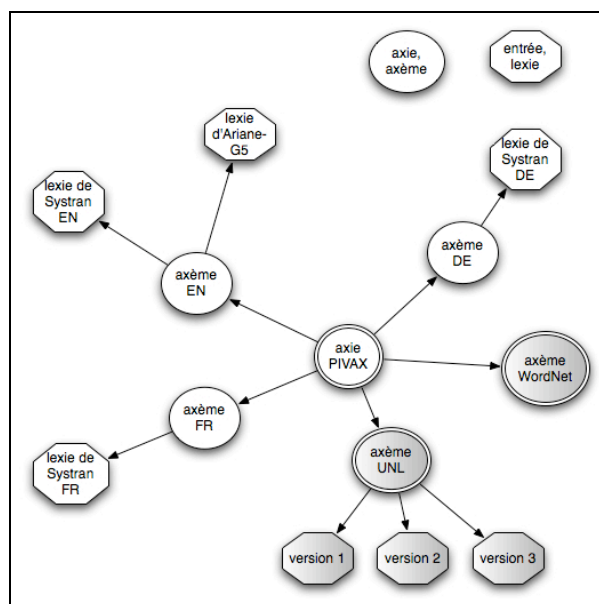 axie,
axème
entrée,
lexie
lexie
d'Ariane-
G5
lexie de
Systran
DE
lexie de
Systran
EN
axème
EN
axème
DE
axie
PIVAX
axème
WordNet
axème
FR
axème
UNL
lexie de
Systran
FR
version 1
version 2
version 3